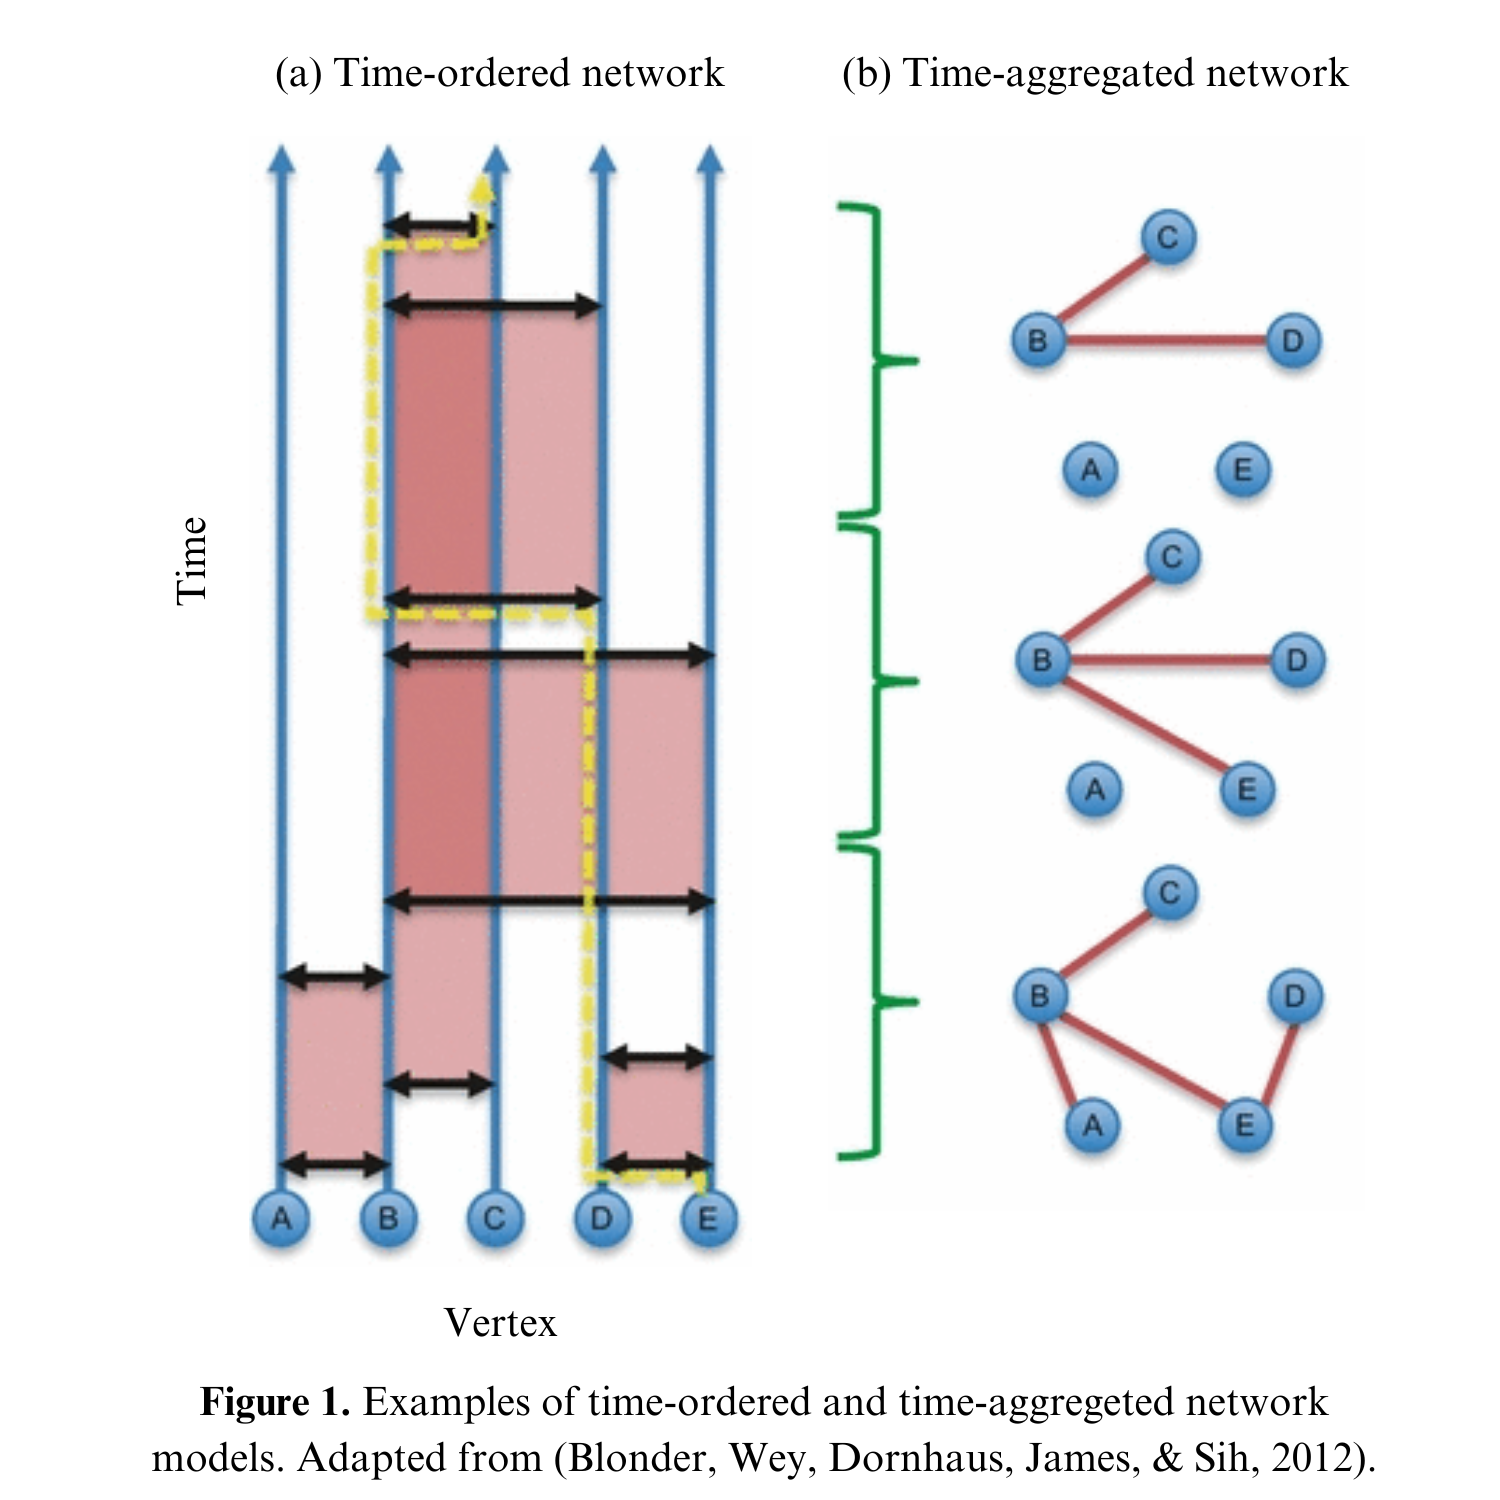 (a) Time-ordered network
(b) Time-aggregated network
Time
A B C D E
Vertex
C
B D
A E
C
B D
A E
C
B D
A E
Figure 1. Examples of time-ordered and time-aggregeted network
models. Adapted from (Blonder, Wey, Dornhaus, James, & Sih, 2012).